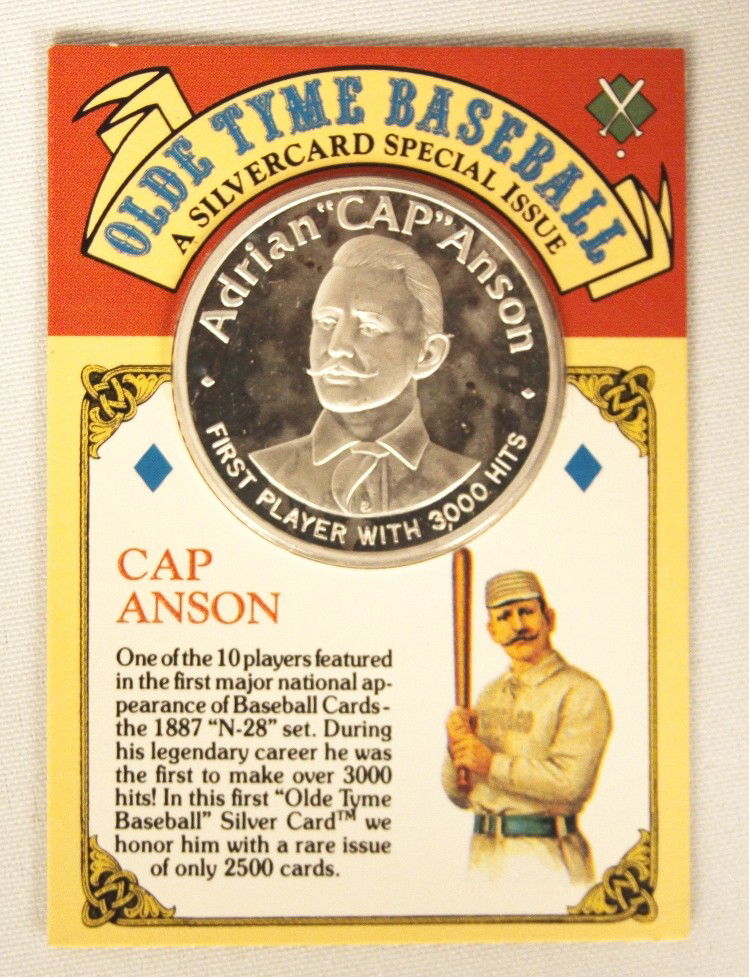 OLDE TYME BASEBALL
A SILVERCARD SPECIAL ISSUE
Adrian "CAP" Anson
FIRST PLAYER WITH 3,000 HITS
CAP
ANSON
One of the 10 players featured
in the first major national ap-
pearance of Baseball Cards-
the 1887 "N-28" set. During
his legendary career he was
the first to make over 3000
hits! In this first "Olde Tyme
Baseball" Silver Card™ we
honor him with a rare issue
of only 2500 cards.